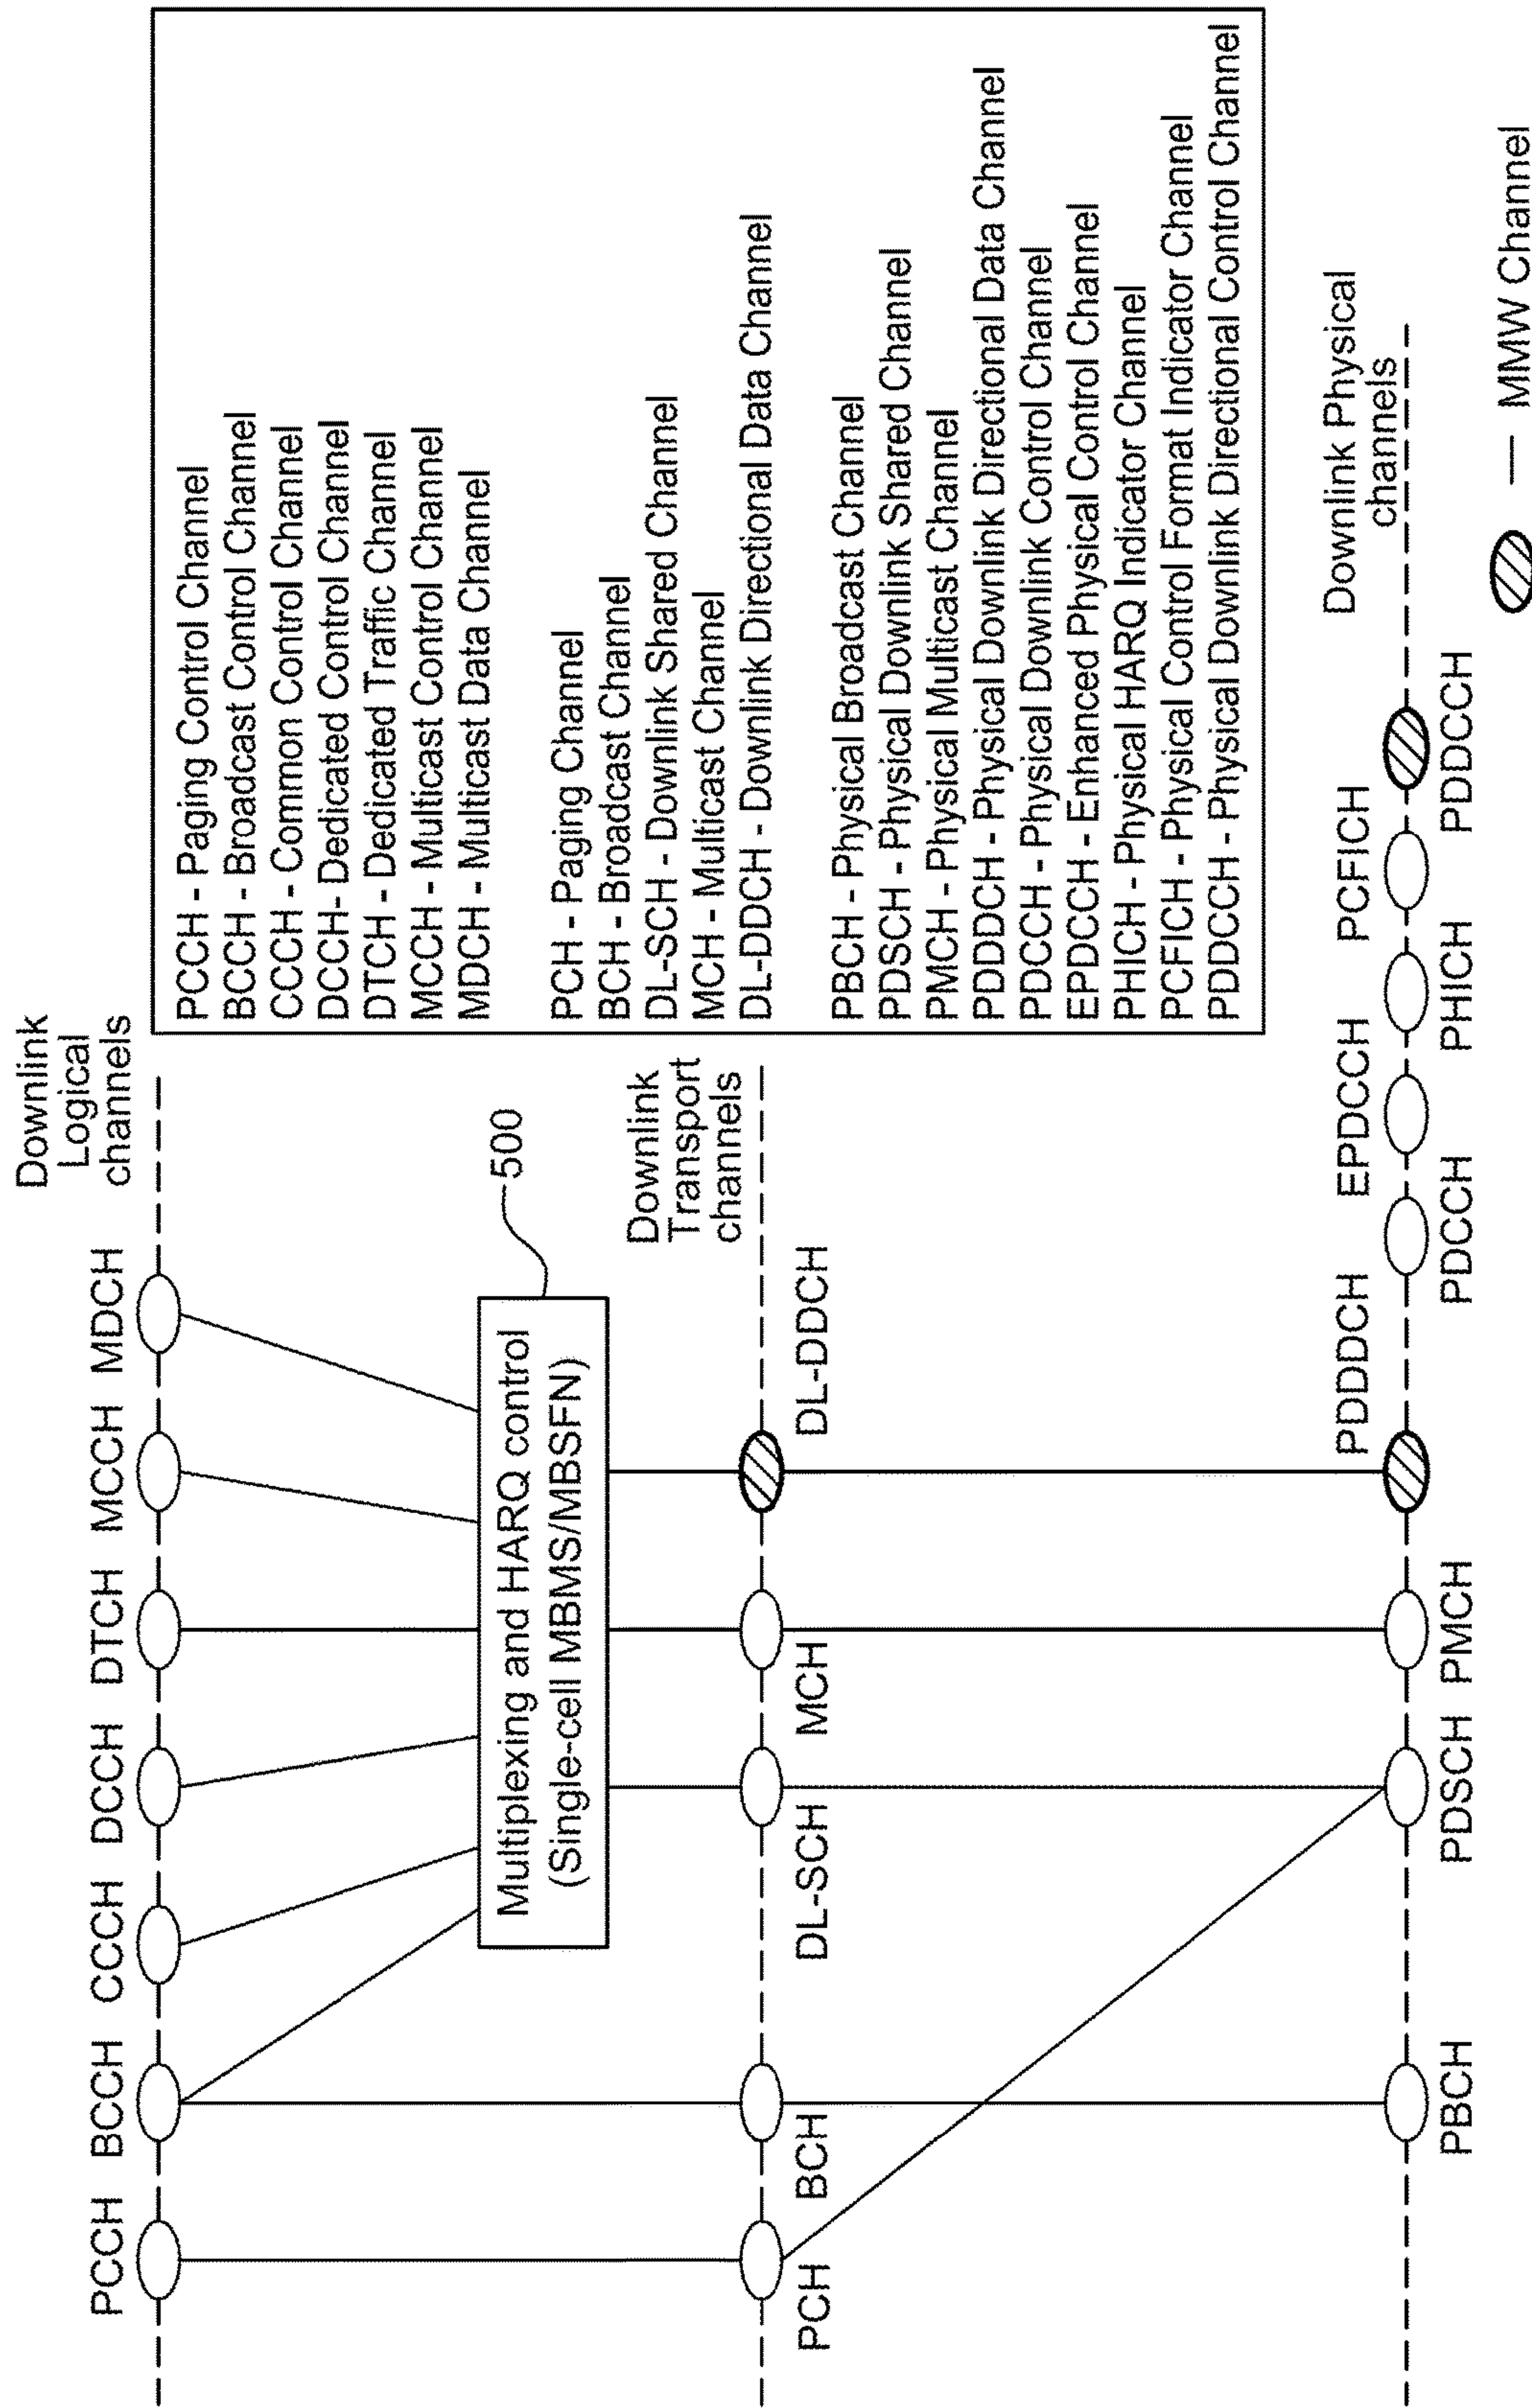 Downlink
Logical
channels
PCCH
BCCH
CCCH
DCCH
DTCH
MCCH
MDCH
500
Multiplexing and HARQ control
(Single-cell MBMS/MBSFN)
Downlink
Transport
channels
PCH
BCH
DL-SCH
MCH
DL-DDCH
PCCH - Paging Control Channel
BCCH - Broadcast Control Channel
CCCH - Common Control Channel
DCCH- Dedicated Control Channel
DTCH - Dedicated Traffic Channel
MCCH - Multicast Control Channel
MDCH - Multicast Data Channel
PCH - Paging Channel
BCH - Broadcast Channel
DL-SCH - Downlink Shared Channel
MCH - Multicast Channel
DL-DDCH - Downlink Directional Data Channel
PBCH - Physical Broadcast Channel
PDSCH - Physical Downlink Shared Channel
PMCH - Physical Multicast Channel
PDDDCH - Physical Downlink Directional Data Channel
PDCCH - Physical Downlink Control Channel
EPDCCH - Enhanced Physical Control Channel
PHICH - Physical HARQ Indicator Channel
PCFICH - Physical Control Format Indicator Channel
PDDCCH - Physical Downlink Directional Control Channel
Downlink Physical
channels
PBCH
PDSCH
PMCH
PDDDCH
PDCCH
EPDCCH
PHICH
PCFICH
PDDCCH
— MMW Channel